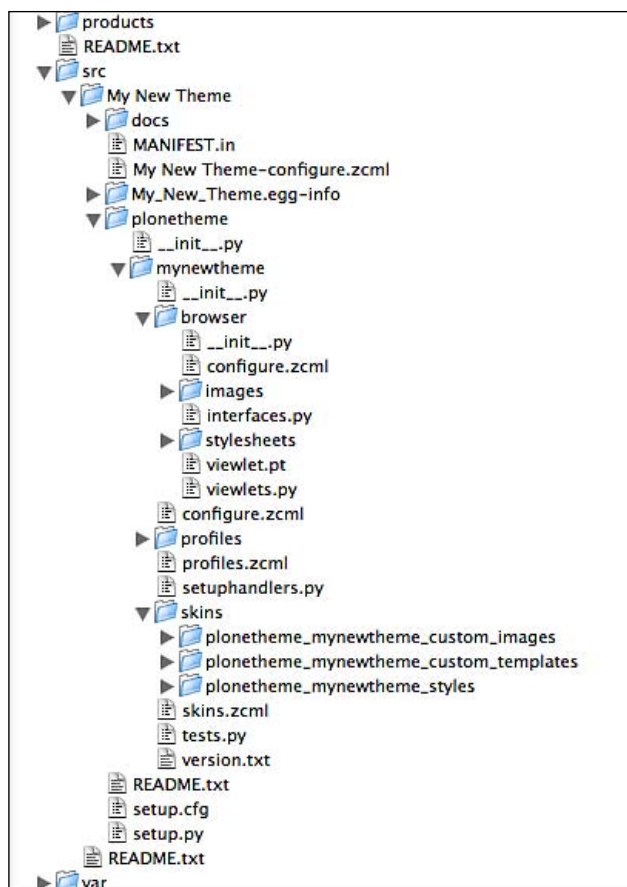 products
README.txt
src
My New Theme
docs
MANIFEST.in
My New Theme-configure.zcml
My_New_Theme.egg-info
plonetheme
__init__.py
mynewtheme
__init__.py
browser
__init__.py
configure.zcml
images
interfaces.py
stylesheets
viewlet.pt
viewlets.py
configure.zcml
profiles
profiles.zcml
setuphandlers.py
skins
plonetheme_mynewtheme_custom_images
plonetheme_mynewtheme_custom_templates
plonetheme_mynewtheme_styles
skins.zcml
tests.py
version.txt
README.txt
setup.cfg
setup.py
README.txt
var